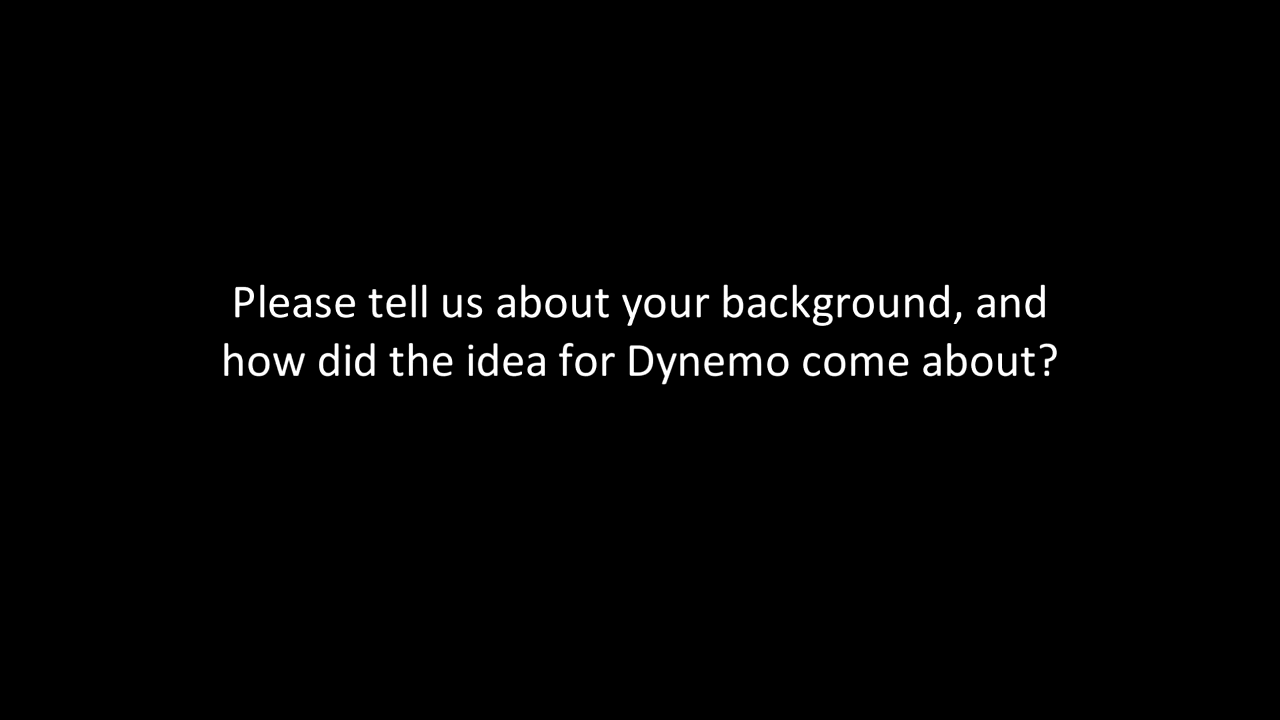 Please tell us about your background, and
how did the idea for Dynemo come about?